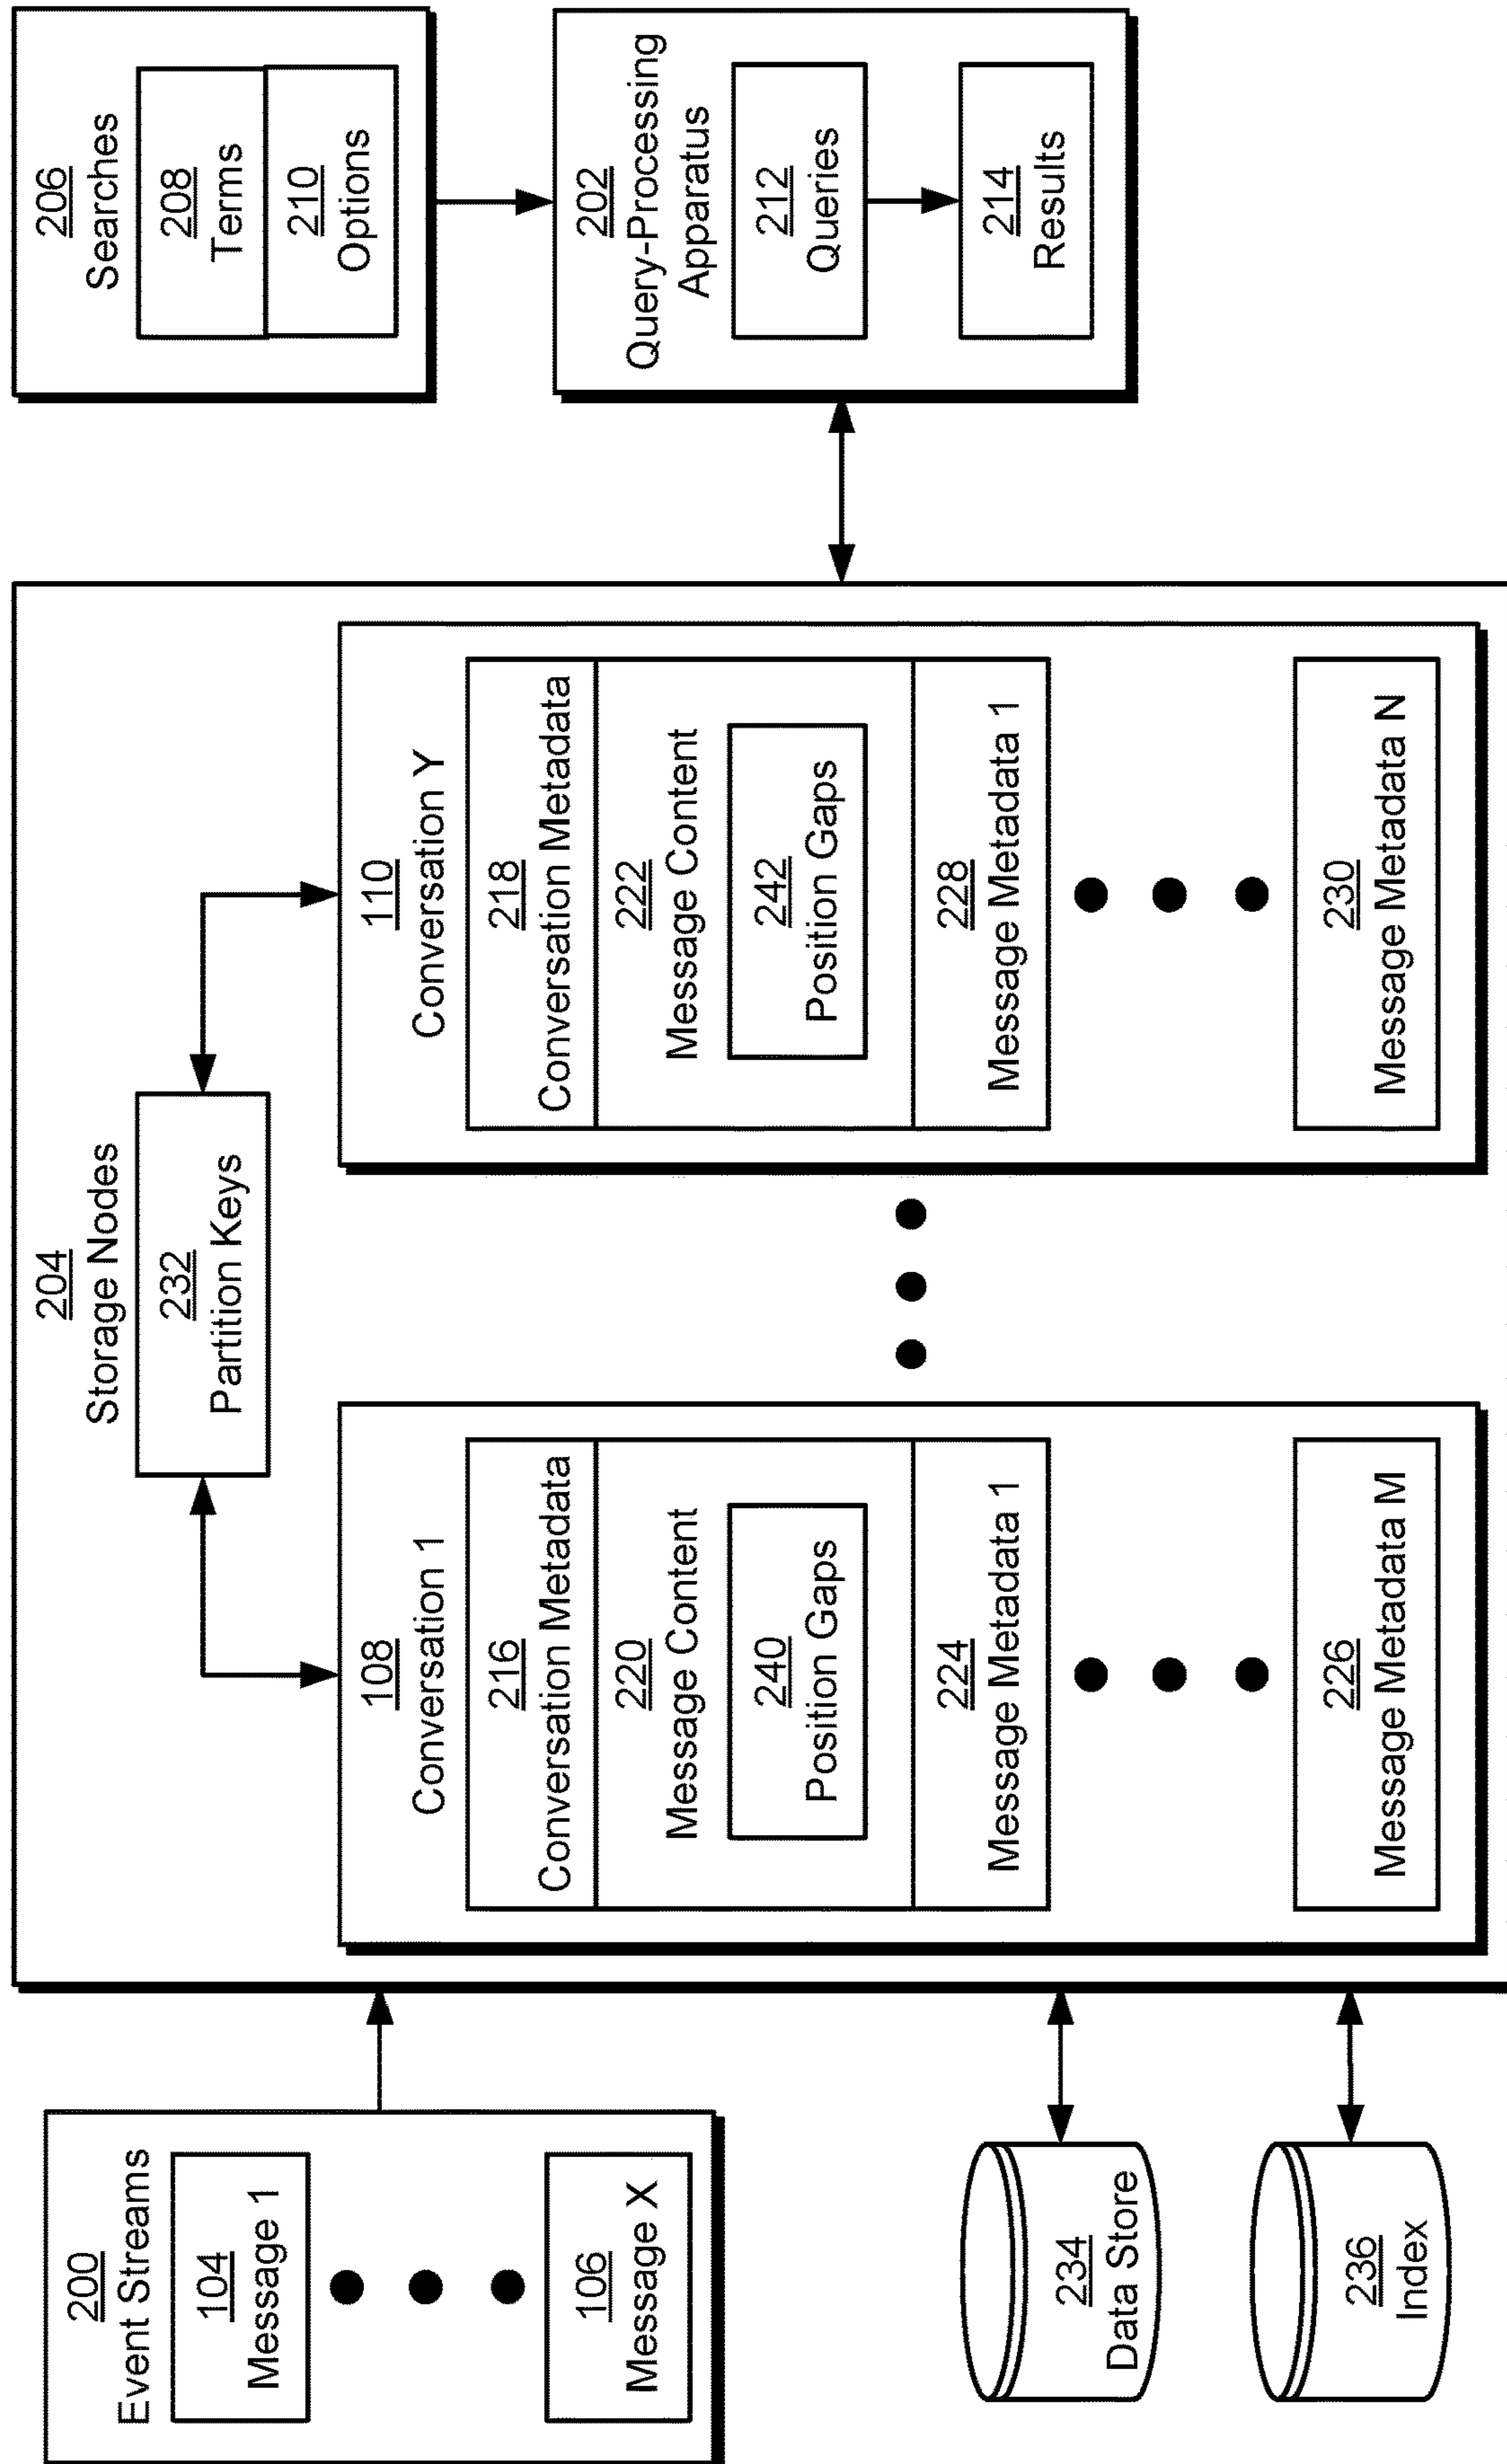 200
Event Streams
104
Message 1
106
Message X
234
Data Store
236
Index
204
Storage Nodes
232
Partition Keys
108
Conversation 1
216
Conversation Metadata
220
Message Content
240
Position Gaps
224
Message Metadata 1
226
Message Metadata M
110
Conversation Y
218
Conversation Metadata
222
Message Content
242
Position Gaps
228
Message Metadata 1
230
Message Metadata N
206
Searches
208
Terms
210
Options
202
Query-Processing
Apparatus
212
Queries
214
Results